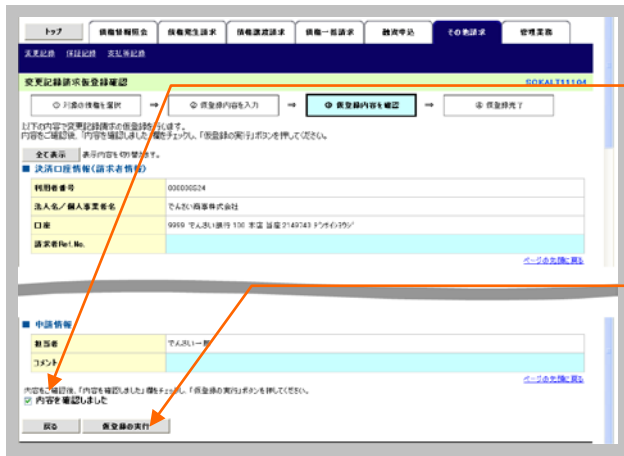 トップ 債権情報照会 債権発生請求 債権譲渡請求 債権一括請求 融資申込 その他請求 管理業務
変更記録 保証記録 支払等記録
変更記録請求仮登録確認 SCKALT11104
① 対象の債権を選択 ⇒ ② 仮登録内容を入力 ⇒ ③ 仮登録内容を確認 ⇒ ④ 仮登録完了
以下の内容で変更記録請求の仮登録を行います。
内容をご確認後、「内容を確認しました」欄をチェックし、「仮登録の実行」ボタンを押してください。
全て表示 表示内容を切り替えます。
■ 決済口座情報(請求者情報)
利用者番号
法人名/個人事業者名 でんさい商事株式会社
口座 9999 でんさい銀行 100 本店 当座
請求者Ref.No.
ページの先頭に戻る
■ 申請情報
担当者
コメント
ページの先頭に戻る
内容をご確認後、「内容を確認しました」欄をチェックし、「仮登録の実行」ボタンを押してください。
内容を確認しました
戻る 仮登録の実行